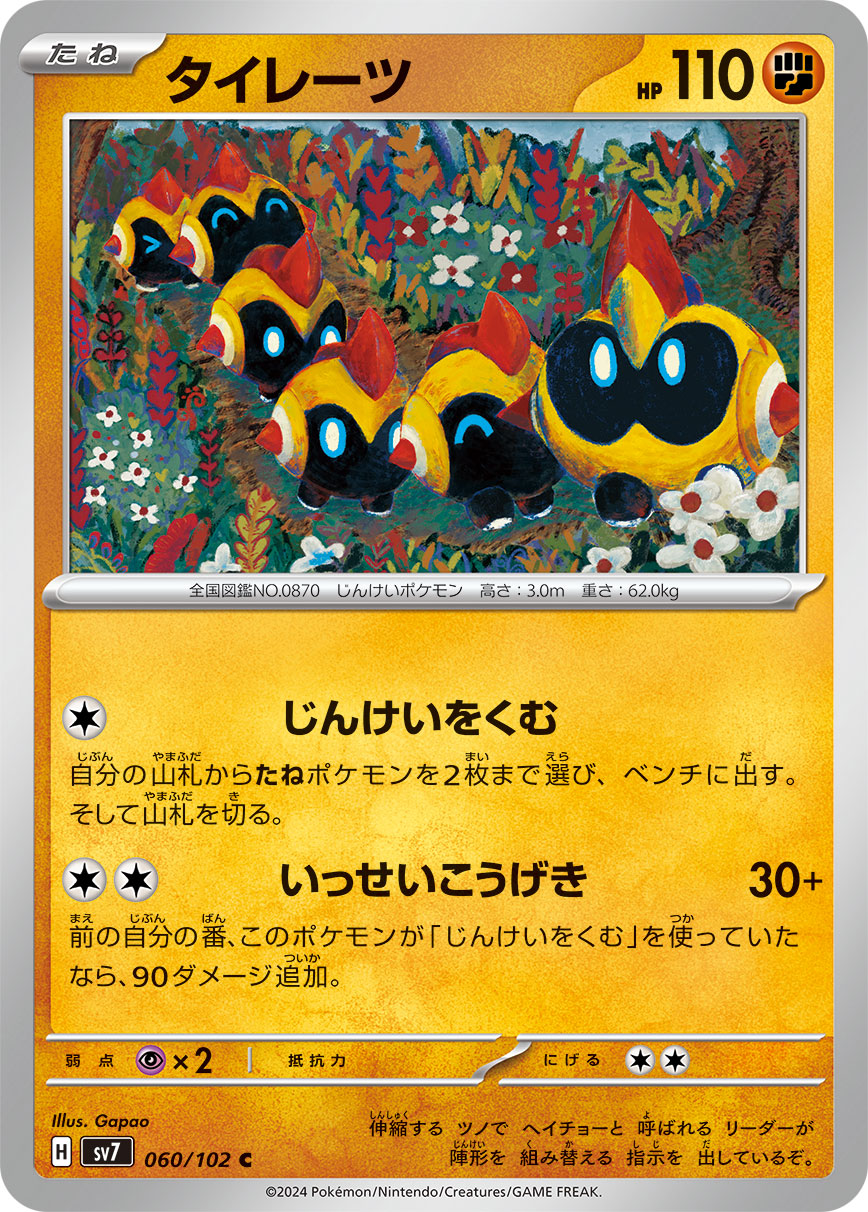 たね
タイレーツ
HP 110
全国図鑑NO.0870 じんけいポケモン 高さ:3.0m 重さ:62.0kg
じんけいをくむ
自分の山札からたねポケモンを2枚まで選び、ベンチに出す。
そして山札を切る。
いっせいこうげき 30+
前の自分の番、このポケモンが「じんけいをくむ」を使っていた
なら、90ダメージ追加。
弱点 ×2 抵抗力 にげる
Illus. Gapao
伸縮する ツノで ヘイチョーと 呼ばれる リーダーが
陣形を 組み替える 指示を 出しているぞ。
H sv7 060/102 C
©2024 Pokémon/Nintendo/Creatures/GAME FREAK.